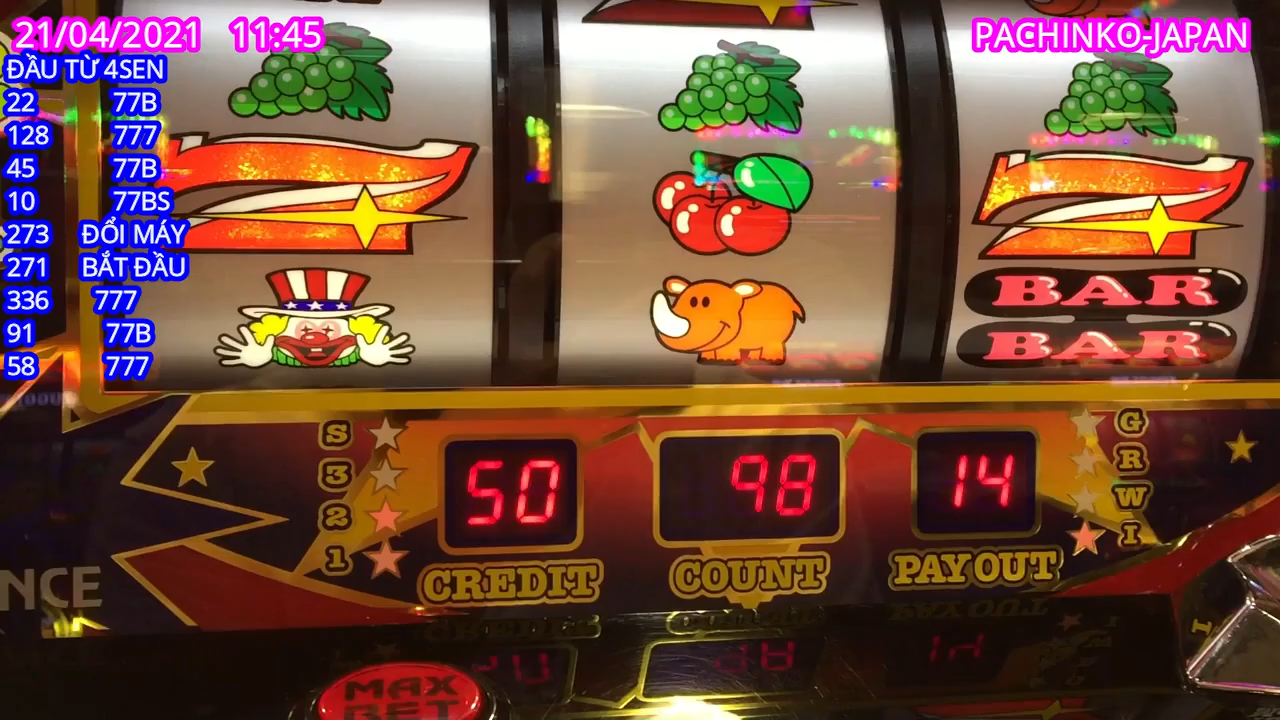 21/04/2021 11:45
PACHINKO-JAPAN
ĐẦU TỪ 4SEN
22 77B
128 777
45 77B
10 77BS
273 ĐỔI MÁY
271 BẮT ĐẦU
336 777
91 77B
58 777
BAR
BAR
S
3
2
1
50
98
14
G
R
W
I
CREDIT
COUNT
PAYOUT
NCE
MAX
BET